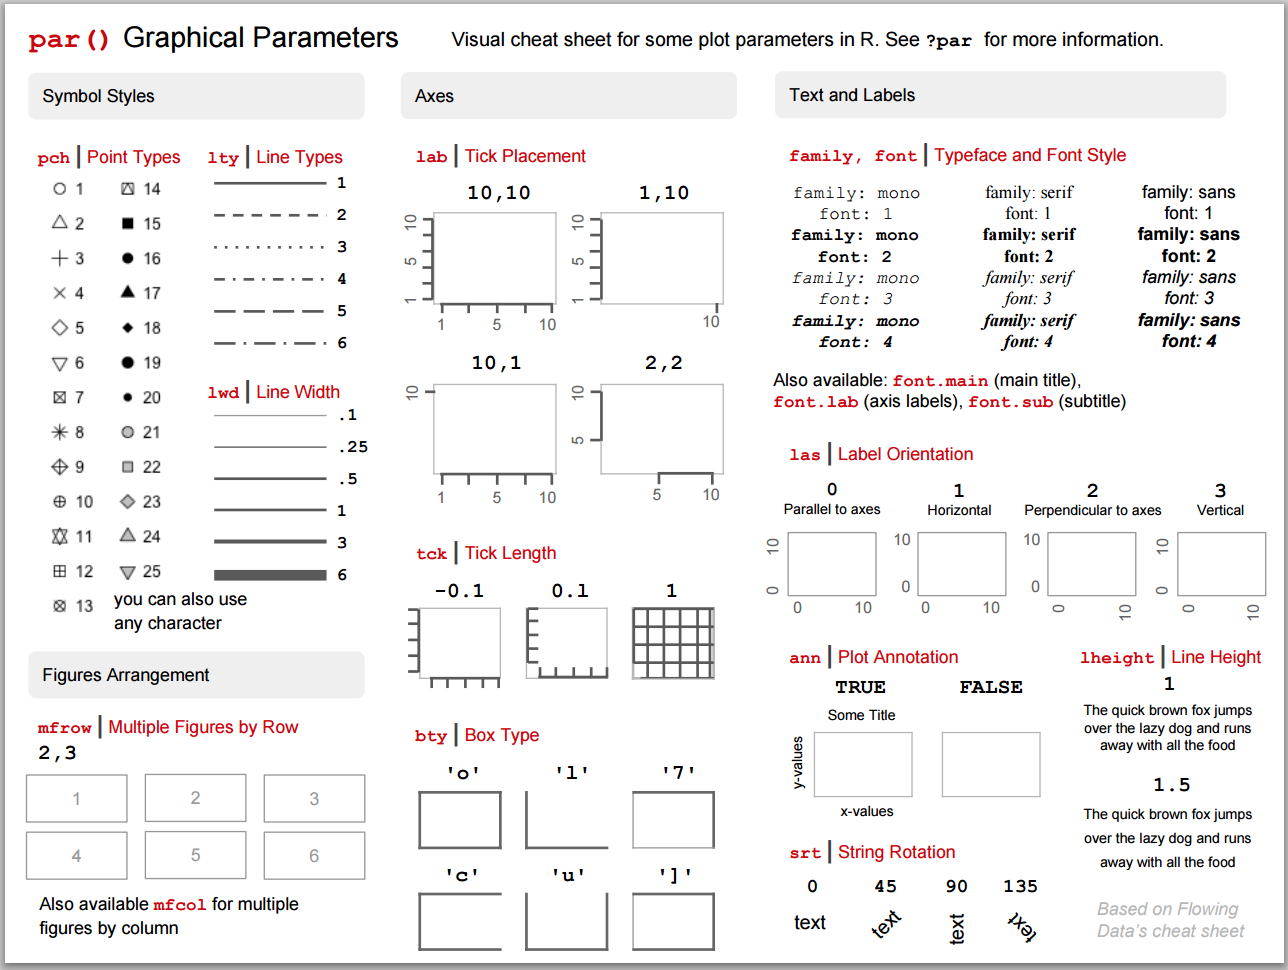 par() Graphical Parameters
Visual cheat sheet for some plot parameters in R. See ?par for more information.
Symbol Styles
pch | Point Types
1
2
3
4
5
6
7
8
9
10
11
12
13
14
15
16
17
18
19
20
21
22
23
24
25
you can also use
any character
lty | Line Types
1
2
3
4
5
6
lwd | Line Width
.1
.25
.5
1
3
6
Figures Arrangement
mfrow | Multiple Figures by Row
2,3
1 2 3
4 5 6
Also available mfcol for multiple
figures by column
Axes
lab | Tick Placement
10,10
10
5
1
1 5 10
1,10
10
5
1
10
10,1
10
1 5 10
2,2
5
5 10
tck | Tick Length
-0.1 0.1 1
bty | Box Type
'o' 'l' '7'
'c' 'u' ']'
Text and Labels
family, font | Typeface and Font Style
family: mono
font: 1
family: mono
font: 2
family: mono
font: 3
family: mono
font: 4
family: serif
font: 1
family: serif
font: 2
family: serif
font: 3
family: serif
font: 4
family: sans
font: 1
family: sans
font: 2
family: sans
font: 3
family: sans
font: 4
Also available: font.main (main title),
font.lab (axis labels), font.sub (subtitle)
las | Label Orientation
0
Parallel to axes
10
0
0 10
1
Horizontal
10
0
0 10
2
Perpendicular to axes
10
0
0 10
3
Vertical
10
0
0 10
ann | Plot Annotation
TRUE FALSE
Some Title
y-values
x-values
srt | String Rotation
0 45 90 135
text text text text
lheight | Line Height
1
The quick brown fox jumps
over the lazy dog and runs
away with all the food
1.5
The quick brown fox jumps
over the lazy dog and runs
away with all the food
Based on Flowing
Data's cheat sheet